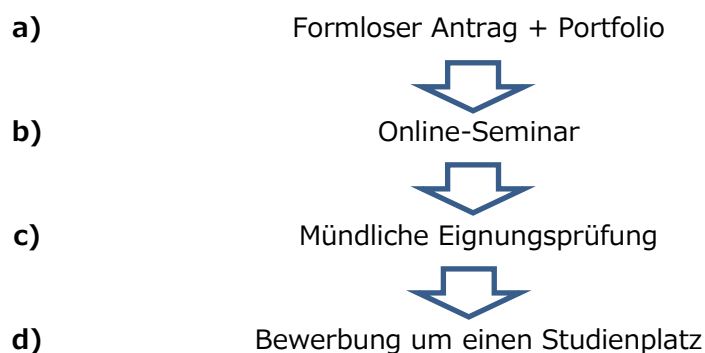 a) Formloser Antrag + Portfolio
b) Online-Seminar
c) Mündliche Eignungsprüfung
d) Bewerbung um einen Studienplatz